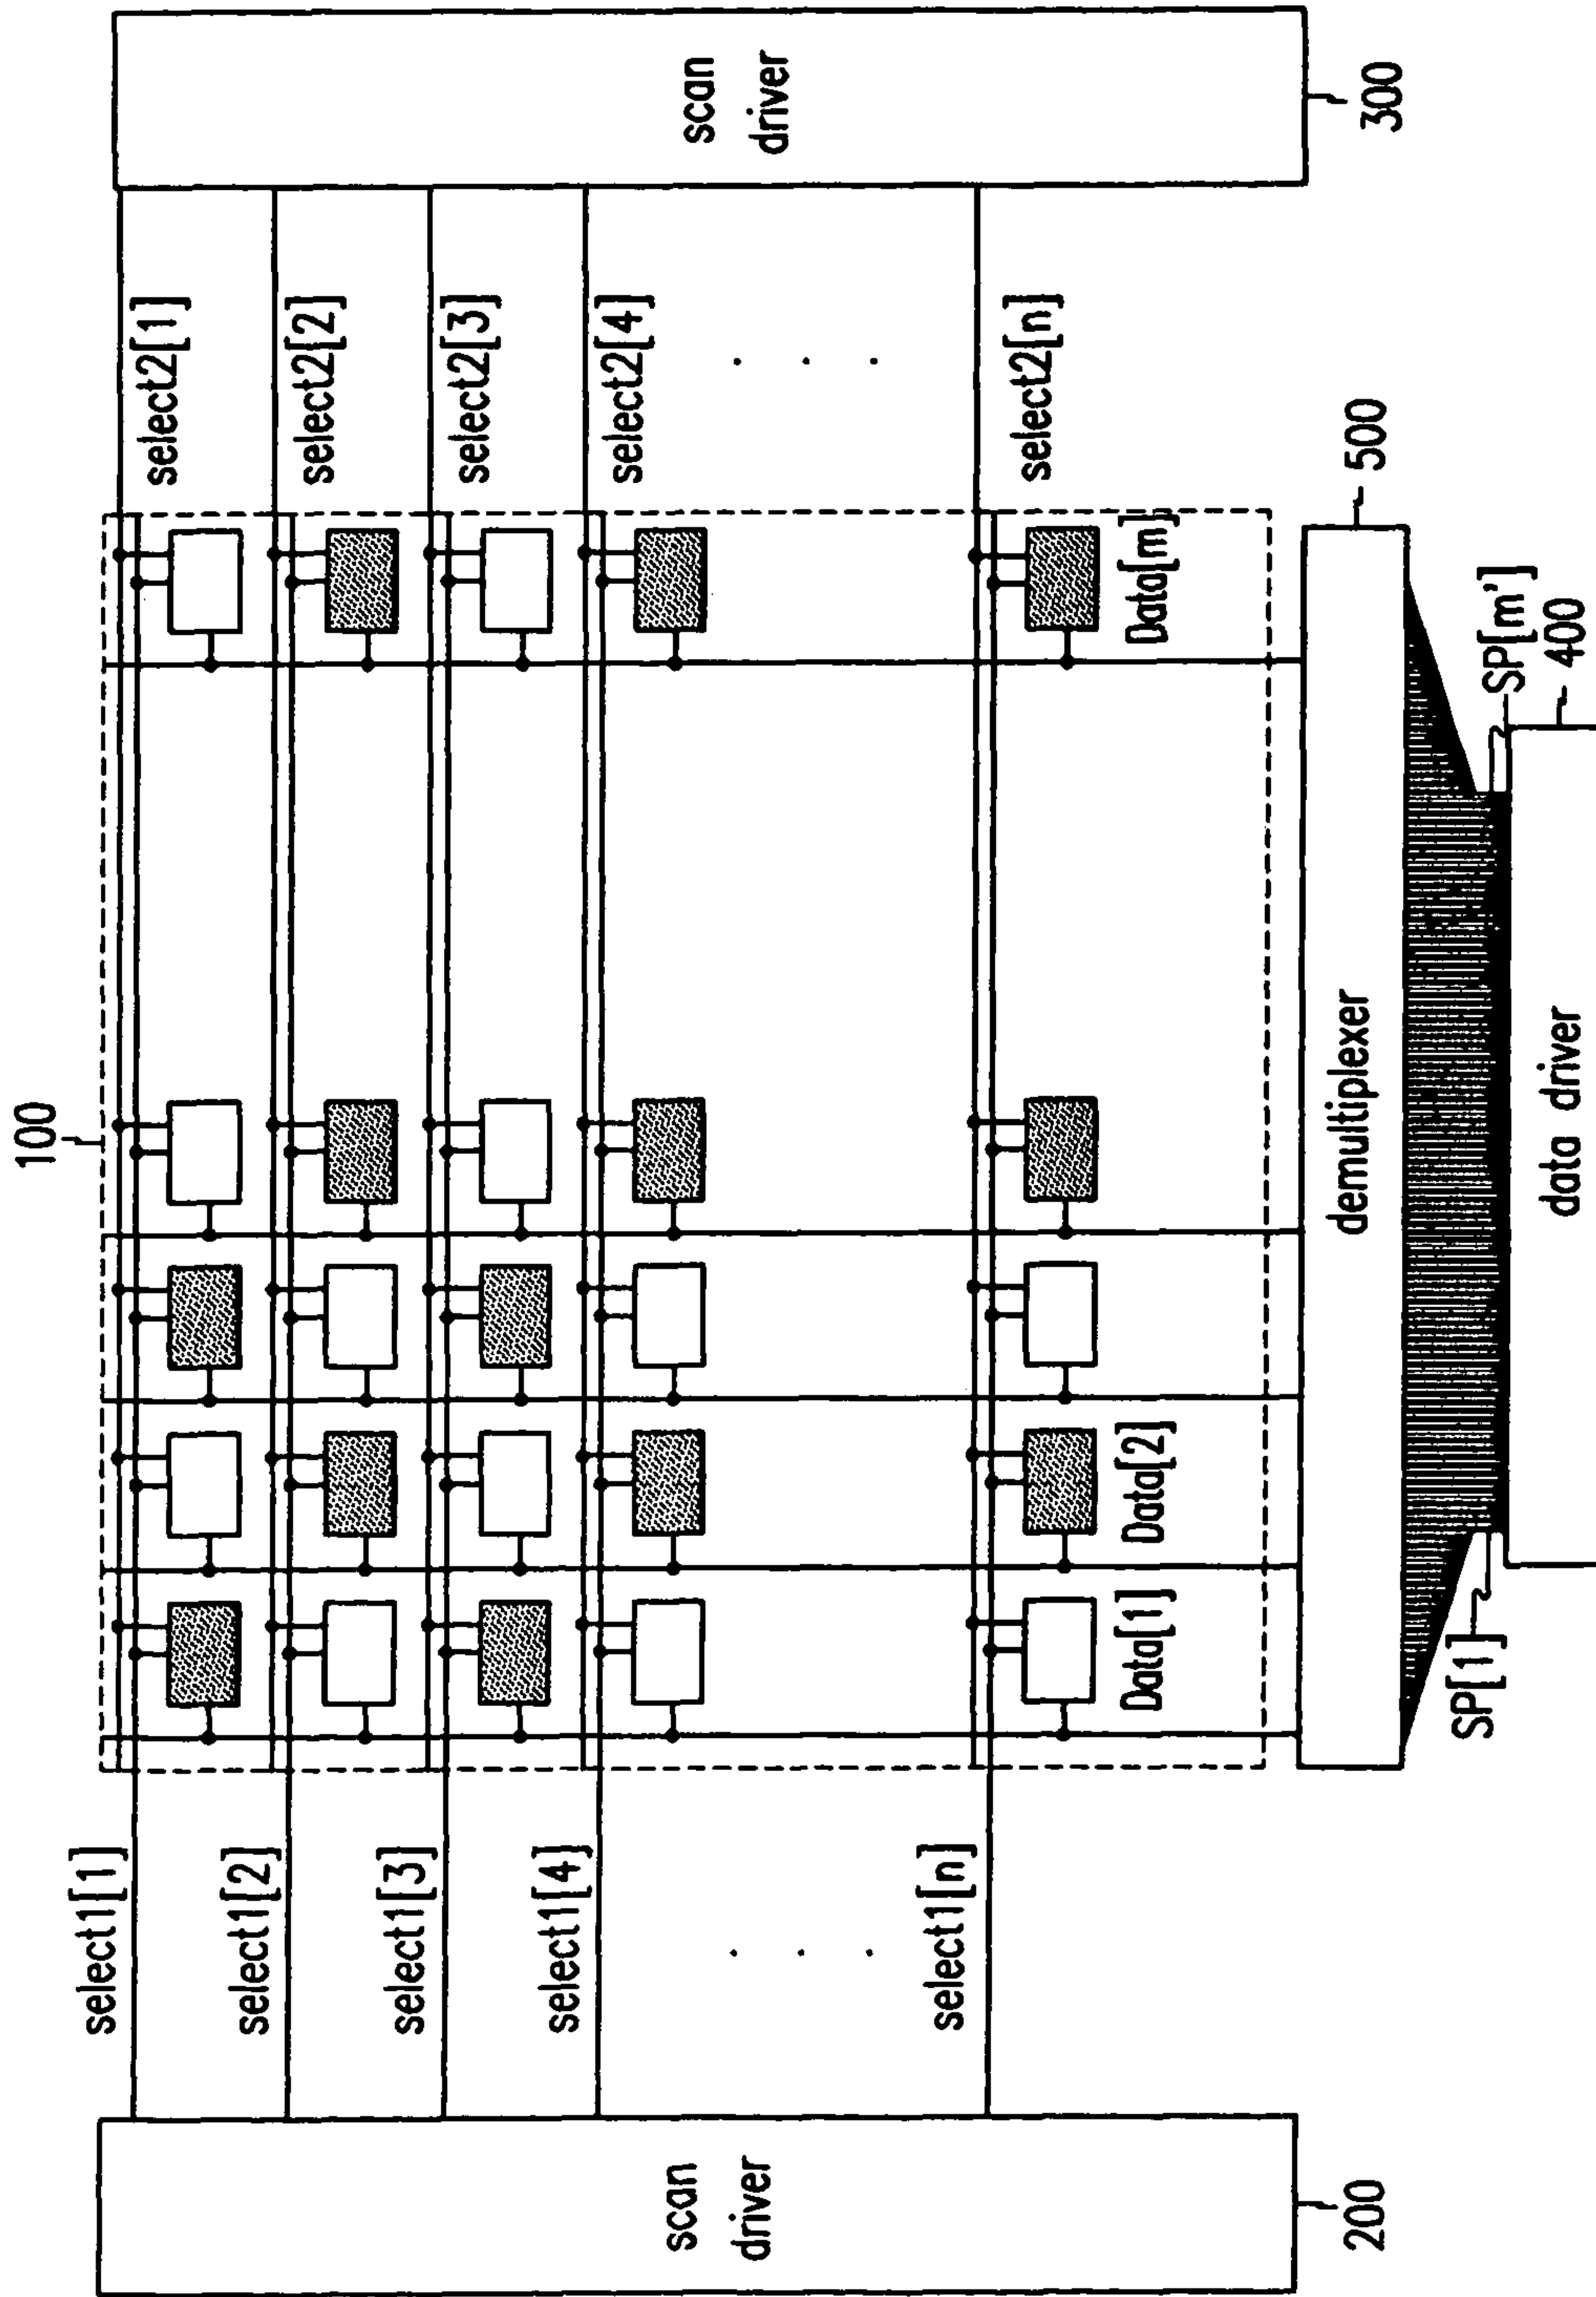 100
scan
driver
200
select1[1]
select1[2]
select1[3]
select1[4]
. . .
select1[n]
select2[1]
select2[2]
select2[3]
select2[4]
. . .
select2[n]
scan
driver
300
Data[1]
Data[2]
Data[m]
demultiplexer
500
SP[1]
SP[m']
data driver
400